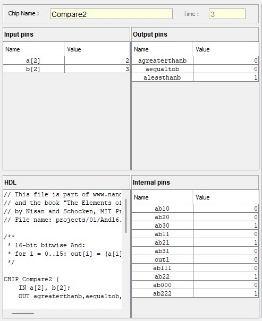 Chip Name :
Compare2
Time :
3
Input pins
Output pins
Name Value
Name Value
a[2] 2
agreaterthanb 0
b[2] 3
aequaltob 0
alessthanb 1
HDL
Internal pins
// This file is part of www.nand
Name Value
// and the book "The Elements of
ab10 0
// by Nisan and Schocken, MIT Pr
ab20 0
// File name: projects/01/And16.
ab30 1
/**
ab11 0
* 16-bit bitwise And:
ab21 1
* for i = 0..15: out[i] = (a[i]
ab31 0
*/
out1 0
ab111 0
CHIP Compare2 {
ab22 1
IN a[2], b[2];
ab000 0
OUT agreaterthanb,aequaltob,
ab222 1